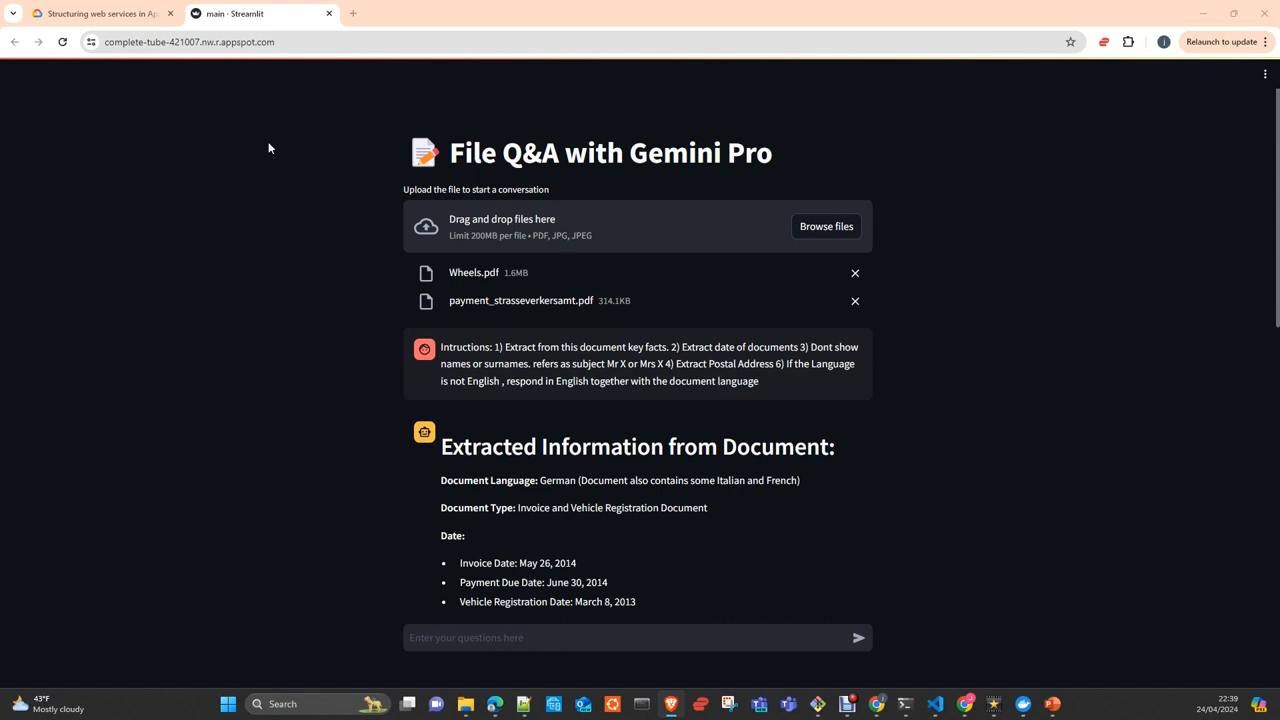 Structuring web services in Ap
main · Streamlit
complete-tube-421007.nw.r.appspot.com
j
Relaunch to update
File Q&A with Gemini Pro
Upload the file to start a conversation
Drag and drop files here
Limit 200MB per file • PDF, JPG, JPEG
Browse files
Wheels.pdf 1.6MB
payment_strasseverkersamt.pdf 314.1KB
Intructions: 1) Extract from this document key facts. 2) Extract date of documents 3) Dont show
names or surnames. refers as subject Mr X or Mrs X 4) Extract Postal Address 6) If the Language
is not English , respond in English together with the document language
Extracted Information from Document:
Document Language: German (Document also contains some Italian and French)
Document Type: Invoice and Vehicle Registration Document
Date:
• Invoice Date: May 26, 2014
• Payment Due Date: June 30, 2014
• Vehicle Registration Date: March 8, 2013
Enter your questions here
43°F
Mostly cloudy
Search
22:39
24/04/2024